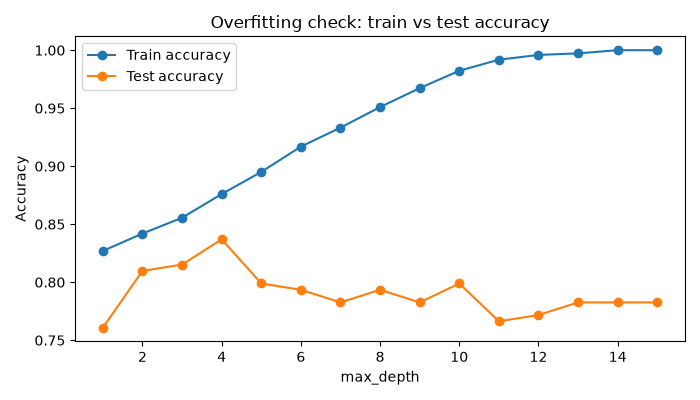 Overfitting check: train vs test accuracy
Train accuracy
Test accuracy
Accuracy
1.00
0.95
0.90
0.85
0.80
0.75
2 4 6 8 10 12 14
max_depth